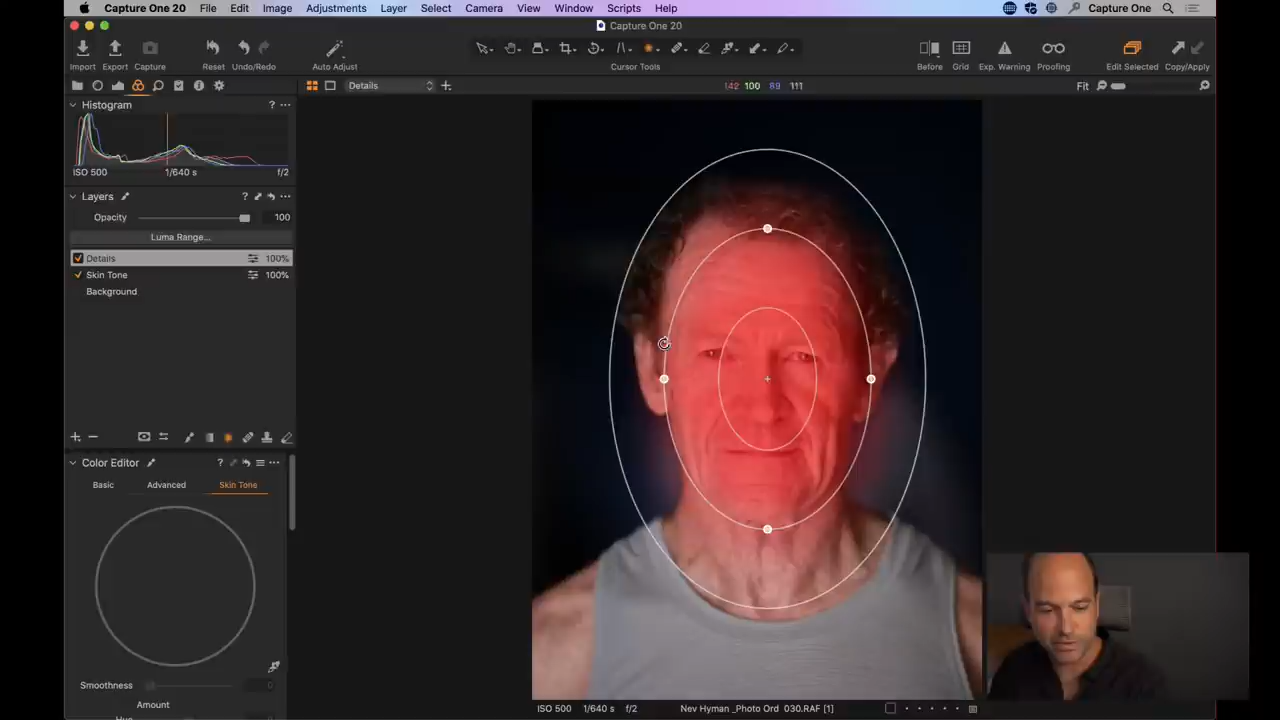 Capture One 20 File Edit Image Adjustments Layer Select Camera View Window Scripts Help Capture One
Capture One 20
Import Export Capture Reset Undo/Redo Auto Adjust Cursor Tools Before Grid Exp. Warning Proofing Edit Selected Copy/Apply
Details 142 100 89 111 Fit
Histogram ?
ISO 500 1/640 s f/2
Layers ?
Opacity 100
Luma Range...
Details 100%
Skin Tone 100%
Background
Color Editor ?
Basic Advanced Skin Tone
Smoothness 0
Amount
Hue
ISO 500 1/640 s f/2 Nev Hyman _Photo Ord 030.RAF [1]